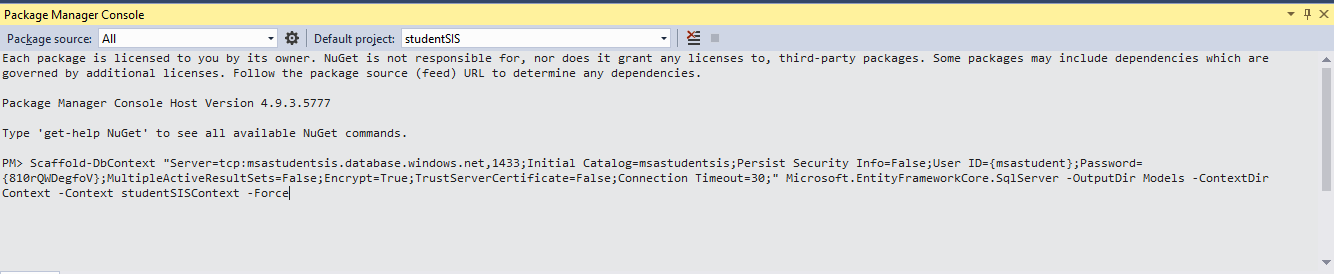 Package Manager Console
Package source: All Default project: studentSIS
Each package is licensed to you by its owner. NuGet is not responsible for, nor does it grant any licenses to, third-party packages. Some packages may include dependencies which are
governed by additional licenses. Follow the package source (feed) URL to determine any dependencies.
Package Manager Console Host Version 4.9.3.5777
Type 'get-help NuGet' to see all available NuGet commands.
PM> Scaffold-DbContext "Server=tcp:msastudentsis.database.windows.net,1433;Initial Catalog=msastudentsis;Persist Security Info=False;User ID={msastudent};Password=
{810rQWDegfoV};MultipleActiveResultSets=False;Encrypt=True;TrustServerCertificate=False;Connection Timeout=30;" Microsoft.EntityFrameworkCore.SqlServer -OutputDir Models -ContextDir
Context -Context studentSISContext -Force